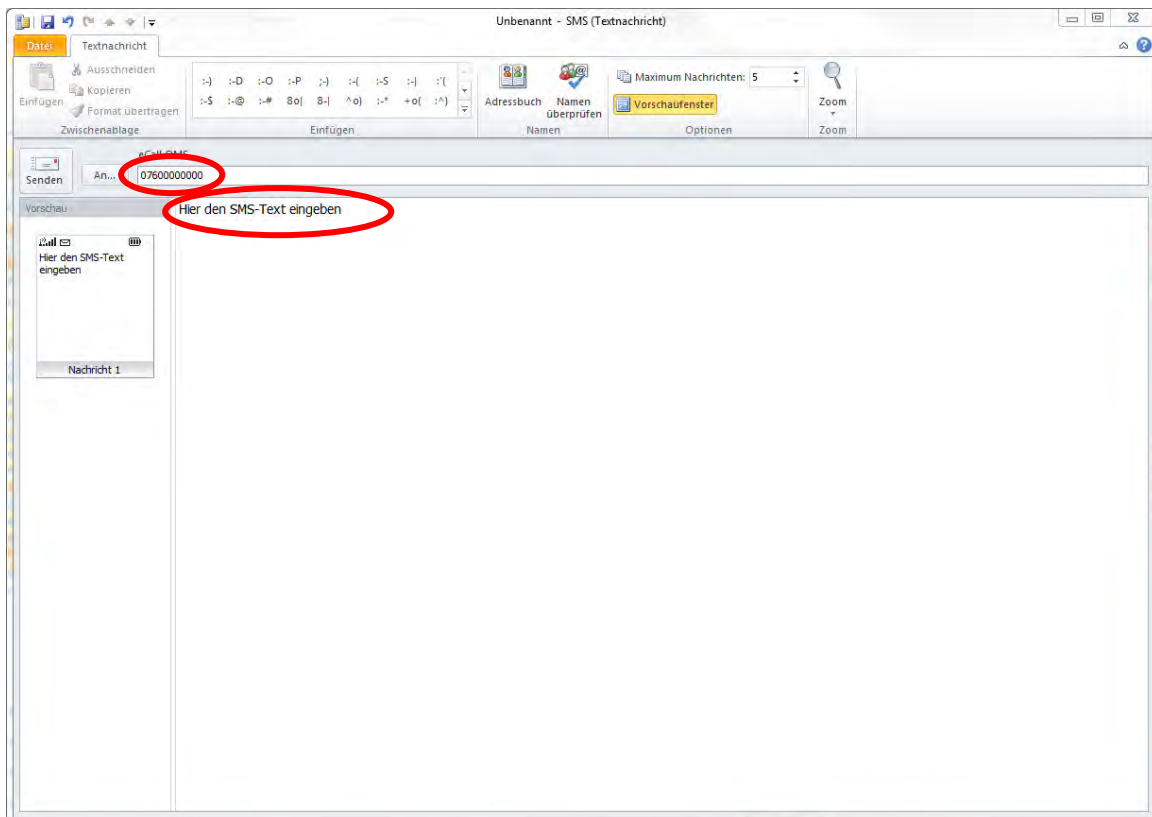 Unbenannt - SMS (Textnachricht)
Datei Textnachricht
Einfügen
Ausschneiden
Kopieren
Format übertragen
Zwischenablage
:-) :-D :-O :-P ;-) :-( :-S :-| :'(
:-$ :-@ :-# 8o| 8-| ^o) :-* +o( :^)
Einfügen
Adressbuch
Namen überprüfen
Namen
Maximum Nachrichten: 5
Vorschaufenster
Optionen
Zoom
Zoom
Senden
An...
07600000000
Vorschau
Hier den SMS-Text eingeben
Hier den SMS-Text
eingeben
Nachricht 1